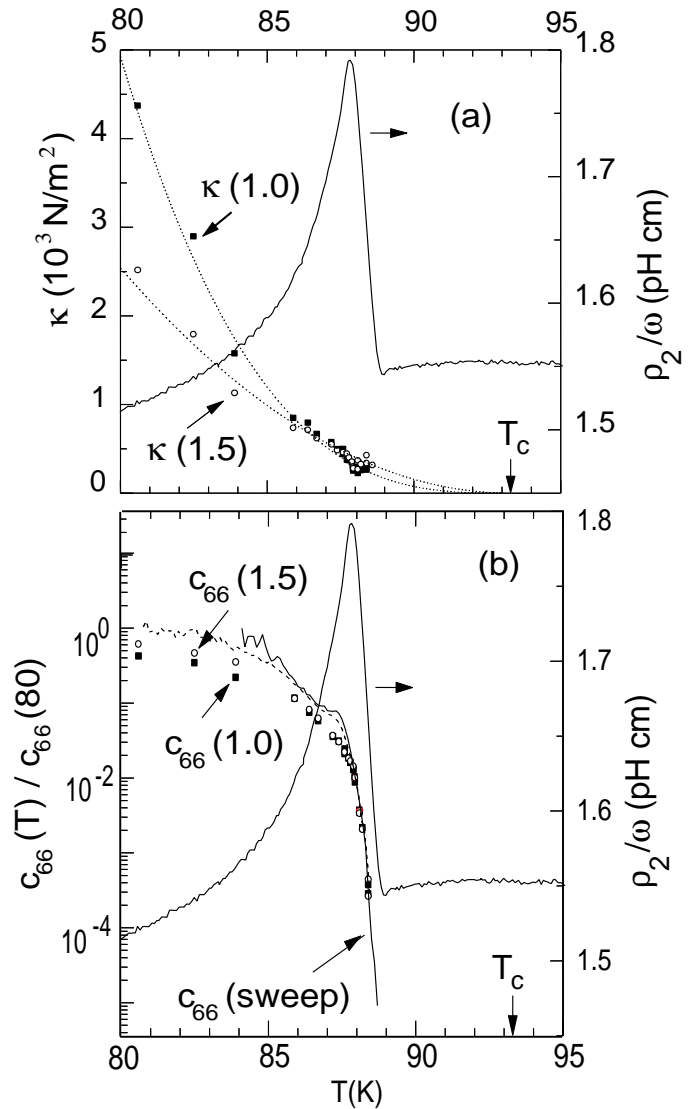 80 85 90 95
5
4
3
2
1
0
κ (10³ N/m²)
1.8
1.7
1.6
1.5
ρ₂/ω (pH cm)
(a)
κ (1.0)
κ (1.5)
T_c
(b)
c₆₆ (1.5)
c₆₆ (1.0)
c₆₆ (sweep)
T_c
10⁰
10⁻²
10⁻⁴
c₆₆ (T) / c₆₆ (80)
1.8
1.7
1.6
1.5
ρ₂/ω (pH cm)
80 85 90 95
T(K)